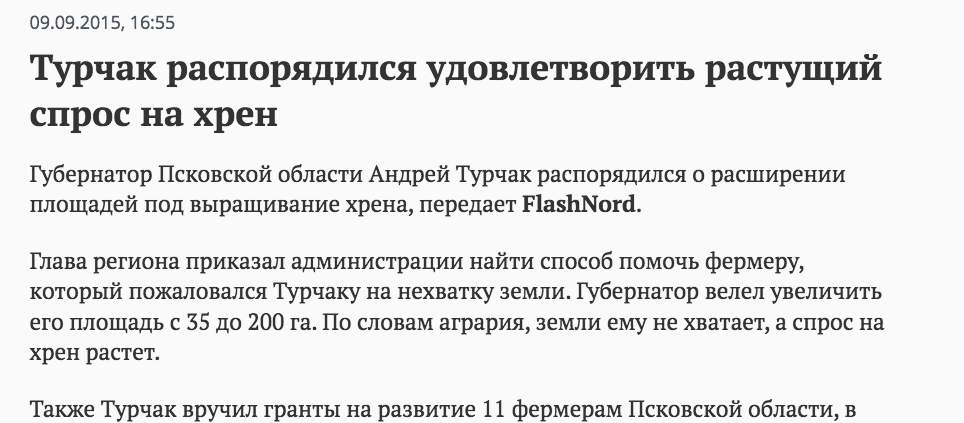 09.09.2015, 16:55
Турчак распорядился удовлетворить растущий
спрос на хрен
Губернатор Псковской области Андрей Турчак распорядился о расширении
площадей под выращивание хрена, передает FlashNord.
Глава региона приказал администрации найти способ помочь фермеру,
который пожаловался Турчаку на нехватку земли. Губернатор велел увеличить
его площадь с 35 до 200 га. По словам агрария, земли ему не хватает, а спрос на
хрен растет.
Также Турчак вручил гранты на развитие 11 фермерам Псковской области, в